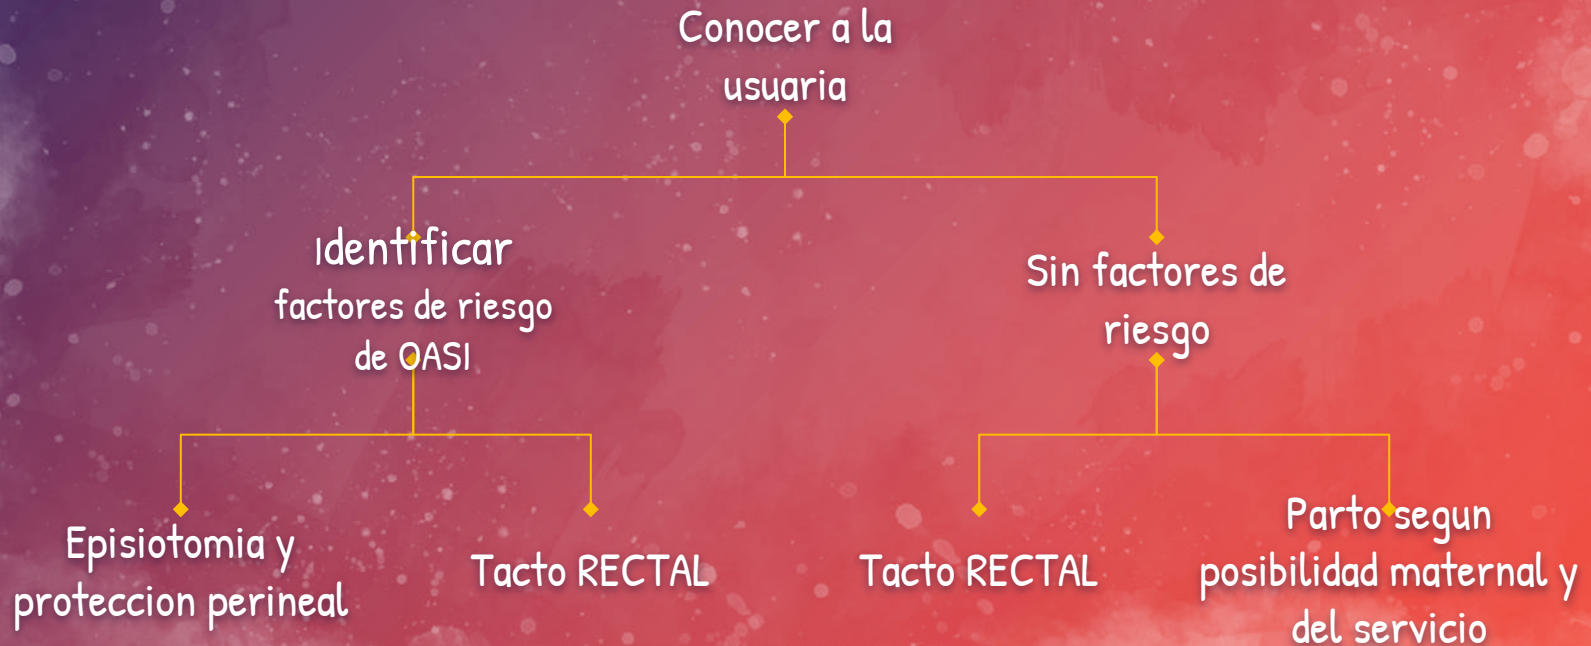 Conocer a la
usuaria
Identificar
factores de riesgo
de OASI
Sin factores de
riesgo
Episiotomia y
proteccion perineal
Tacto RECTAL
Tacto RECTAL
Parto segun
posibilidad maternal y
del servicio